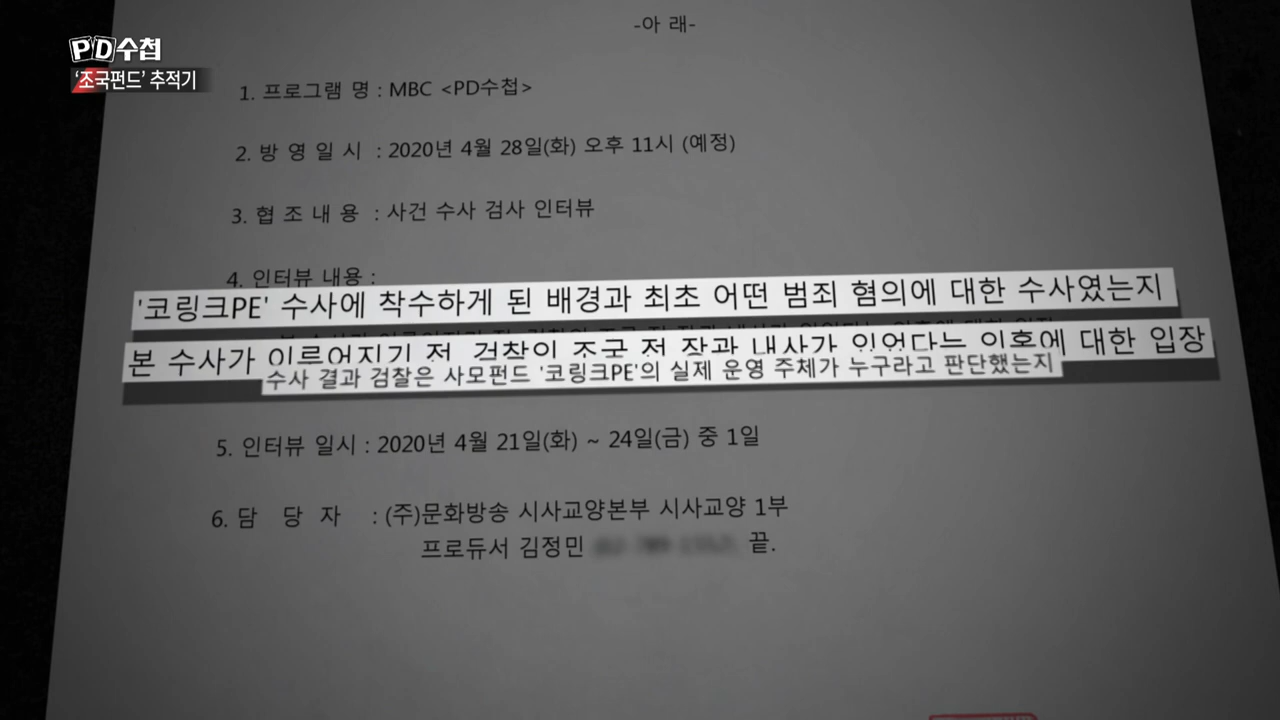 PD수첩
'조국펀드' 추적기
-아 래-
1. 프로그램 명 : MBC <PD수첩>
2. 방 영 일 시 : 2020년 4월 28일(화) 오후 11시 (예정)
3. 협 조 내 용 : 사건 수사 검사 인터뷰
4. 인터뷰 내용 :
'코링크PE' 수사에 착수하게 된 배경과 최초 어떤 범죄 혐의에 대한 수사였는지
본 수사가 이루어지기 전 검찰이 조국 전 장관 내사가 있었다는 의혹에 대한 입장
수사 결과 검찰은 사모펀드 '코링크PE'의 실제 운영 주체가 누구라고 판단했는지
5. 인터뷰 일시 : 2020년 4월 21일(화) ~ 24일(금) 중 1일
6. 담 당 자 : (주)문화방송 시사교양본부 시사교양 1부
프로듀서 김정민 끝.